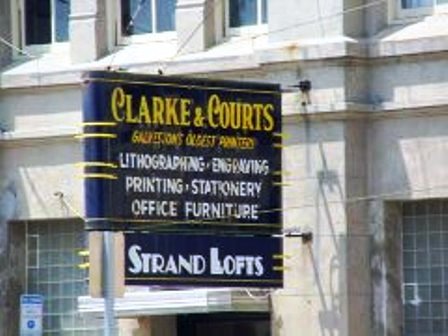 CLARKE & COURTS
GALVESTON'S OLDEST PRINTERS
LITHOGRAPHING · ENGRAVING
PRINTING · STATIONERY
OFFICE FURNITURE
STRAND LOFTS